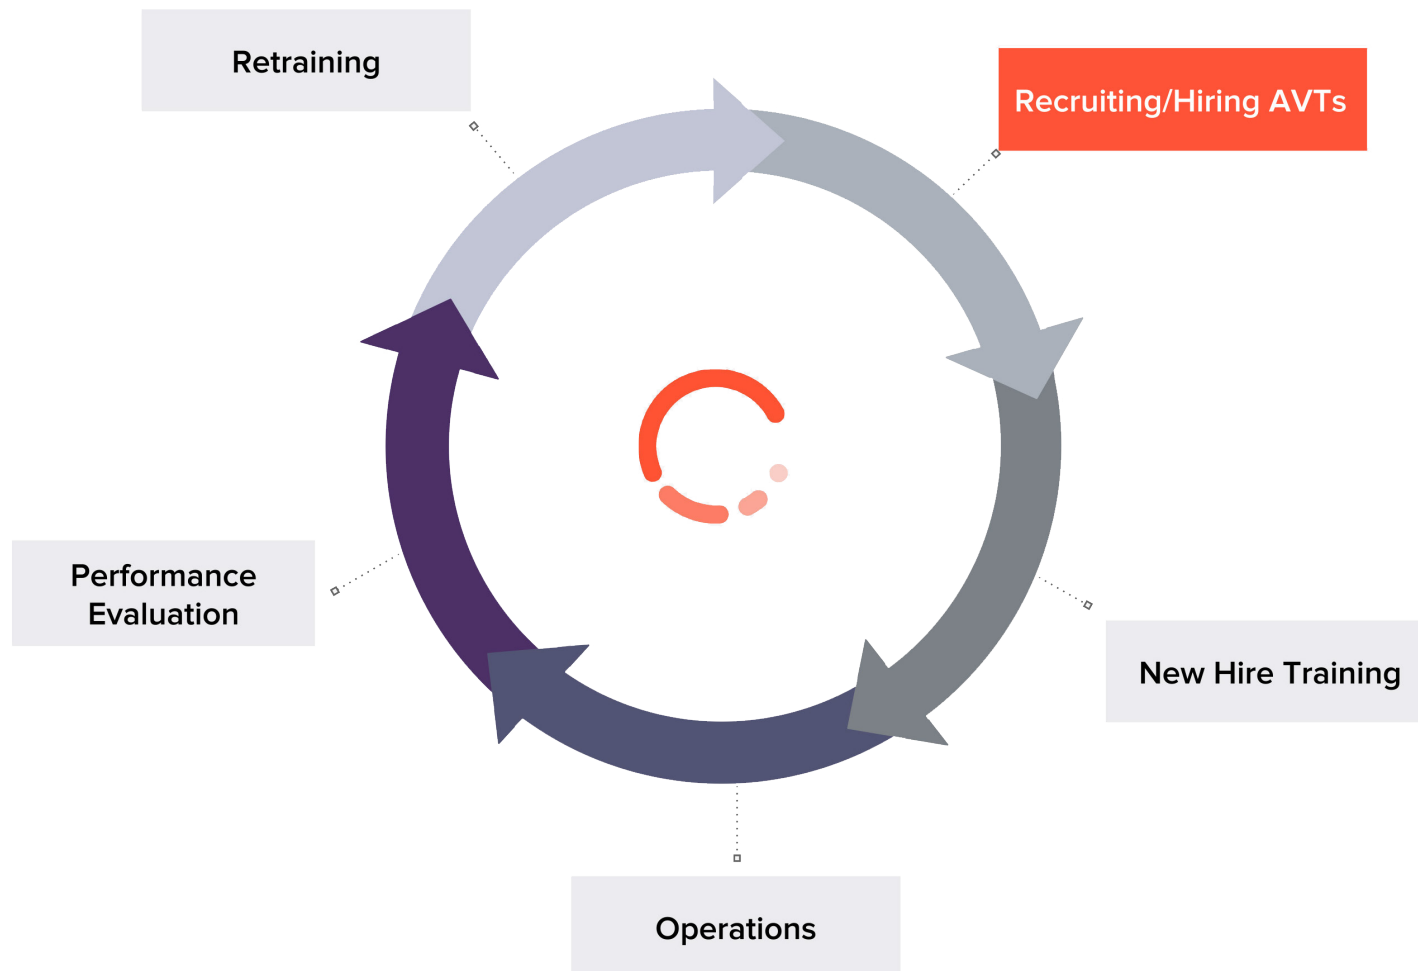 Retraining
Recruiting/Hiring AVTs
Performance
Evaluation
New Hire Training
Operations